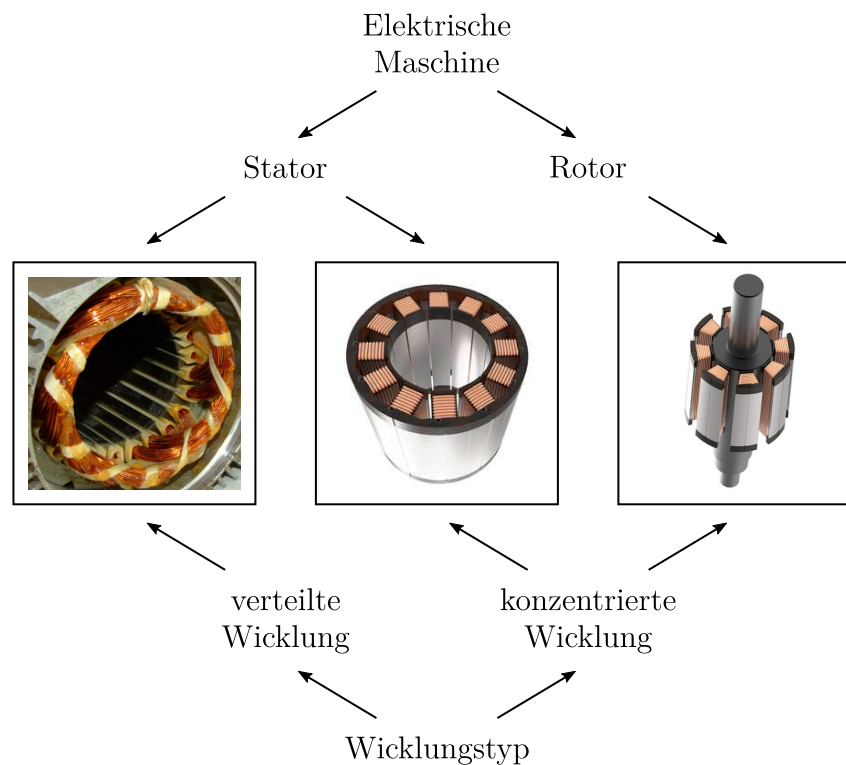 Elektrische
Maschine
Stator
Rotor
verteilte
Wicklung
konzentrierte
Wicklung
Wicklungstyp